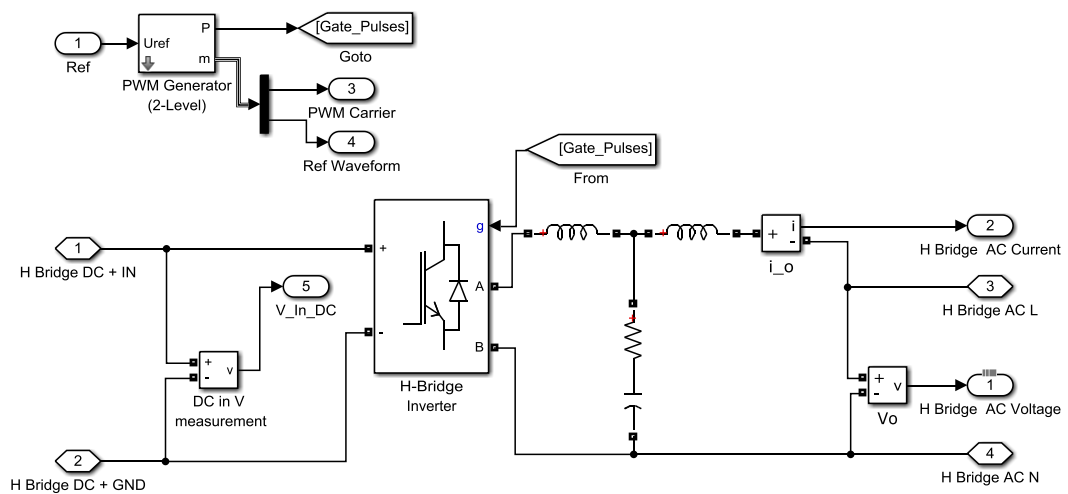 1
Ref
Uref
P
m
PWM Generator
(2-Level)
[Gate_Pulses]
Goto
3
PWM Carrier
4
Ref Waveform
[Gate_Pulses]
From
1
H Bridge DC + IN
5
V_In_DC
+
-
v
DC in V
measurement
2
H Bridge DC + GND
+
-
g
A
B
H-Bridge
Inverter
+
+
+
+
i
-
i_o
2
H Bridge  AC Current
3
H Bridge AC L
+
-
v
Vo
1
H Bridge  AC Voltage
4
H Bridge AC N